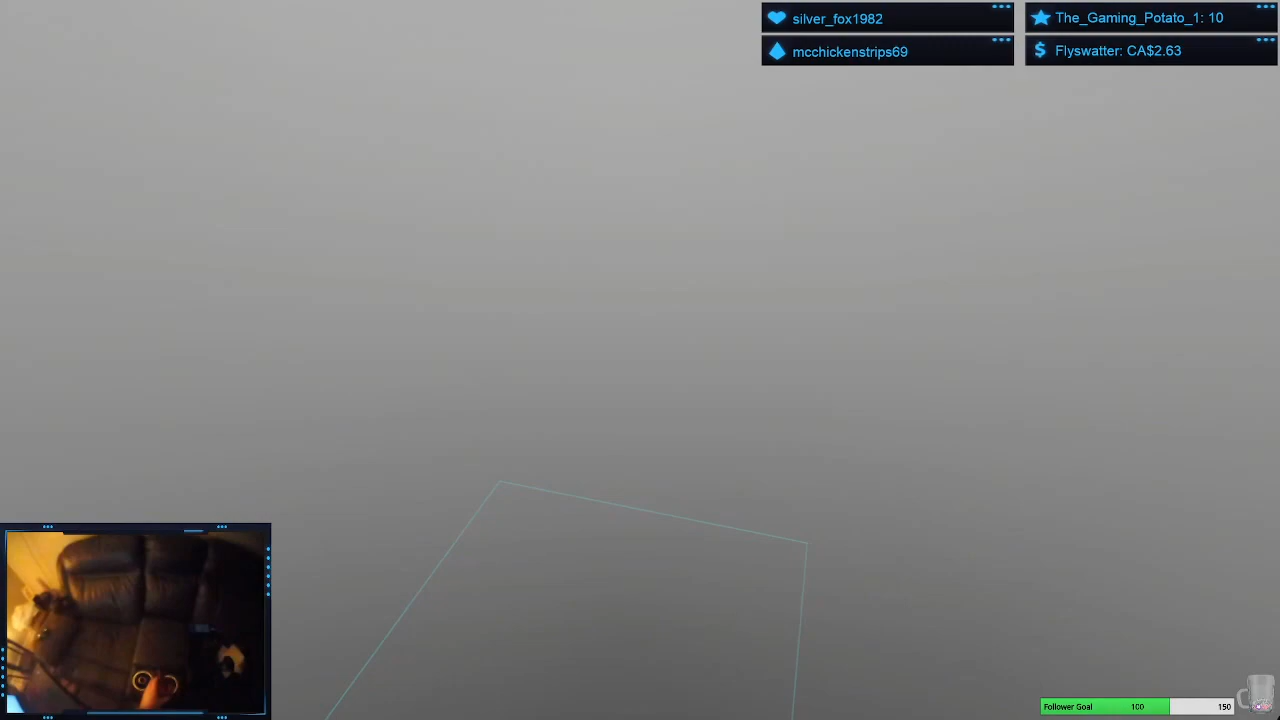 silver_fox1982
The_Gaming_Potato_1: 10
mcchickenstrips69
Flyswatter: CA$2.63
Follower Goal 100 150